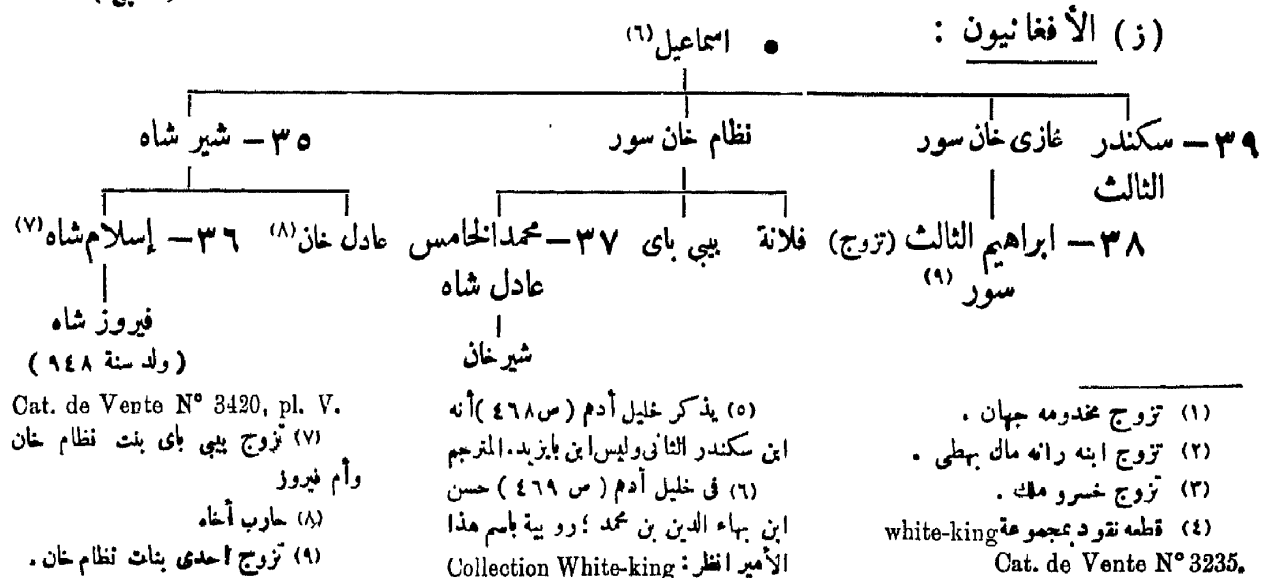 (ز) الأفغانيون :
• اسماعيل (٦)
٣٩ – سكندر الثالث
غازى خان سور
نظام خان سور
٣٥ – شير شاه
٣٨ – ابراهيم الثالث (تزوج) فلانة
سور (٩)
بيبي باى
٣٧ – محمد الخامس
عادل شاه
عادل خان (٨)
٣٦ – إسلام شاه (٧)
شير خان
فيروز شاه
(ولد سنة ٩٤٨)
(١) تزوج مخدومه جهان .
(٢) تزوج ابنه رانه مال بهطى .
(٣) تزوج خسرو ملك .
(٤) قطعه نقود بمجموعة white-king
Cat. de Vente N° 3235.
(٥) يذكر خليل أدهم (ص ٤٦٨) أنه
ابن سكندر الثانى وليس ابن بايزيد. المترجم
(٦) فى خليل أدهم (ص ٤٦٩) حسن
ابن بهاء الدين بن محمد ؛ روبية باسم هذا
الأمير انظر : Collection White-king
Cat. de Vente N° 3420, pl. V.
(٧) تزوج بيبي باى بنت نظام خان
وأم فيروز
(٨) حارب أخاه
(٩) تزوج احدى بنات نظام خان .